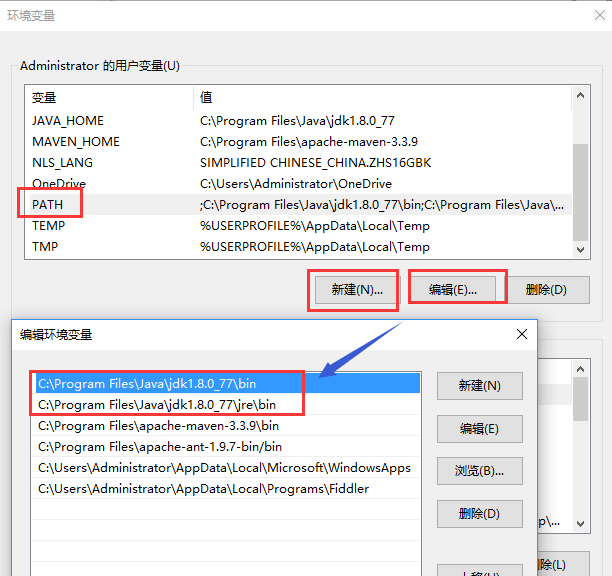 环境变量
Administrator 的用户变量(U)
变量 值
JAVA_HOME C:\Program Files\Java\jdk1.8.0_77
MAVEN_HOME C:\Program Files\apache-maven-3.3.9
NLS_LANG SIMPLIFIED CHINESE_CHINA.ZHS16GBK
OneDrive C:\Users\Administrator\OneDrive
PATH ;C:\Program Files\Java\jdk1.8.0_77\bin;C:\Program Files\Java\...
TEMP %USERPROFILE%\AppData\Local\Temp
TMP %USERPROFILE%\AppData\Local\Temp
新建(N)... 编辑(E)... 删除(D)
编辑环境变量
C:\Program Files\Java\jdk1.8.0_77\bin
新建(N)
C:\Program Files\Java\jdk1.8.0_77\jre\bin
C:\Program Files\apache-maven-3.3.9\bin
编辑(E)
C:\Program Files\apache-ant-1.9.7-bin/bin
C:\Users\Administrator\AppData\Local\Microsoft\WindowsApps
浏览(B)...
C:\Users\Administrator\AppData\Local\Programs\Fiddler
删除(D)
p\...
除(L)